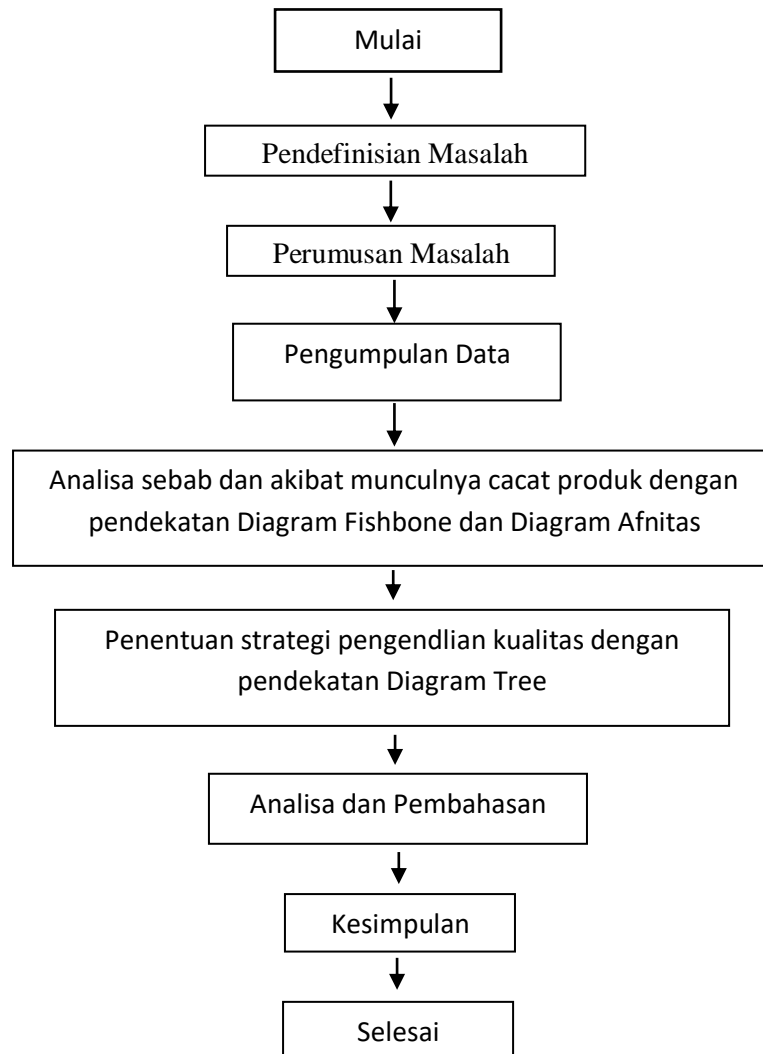 Mulai
Pendefinisian Masalah
Perumusan Masalah
Pengumpulan Data
Analisa sebab dan akibat munculnya cacat produk dengan
pendekatan Diagram Fishbone dan Diagram Afnitas
Penentuan strategi pengendlian kualitas dengan
pendekatan Diagram Tree
Analisa dan Pembahasan
Kesimpulan
Selesai